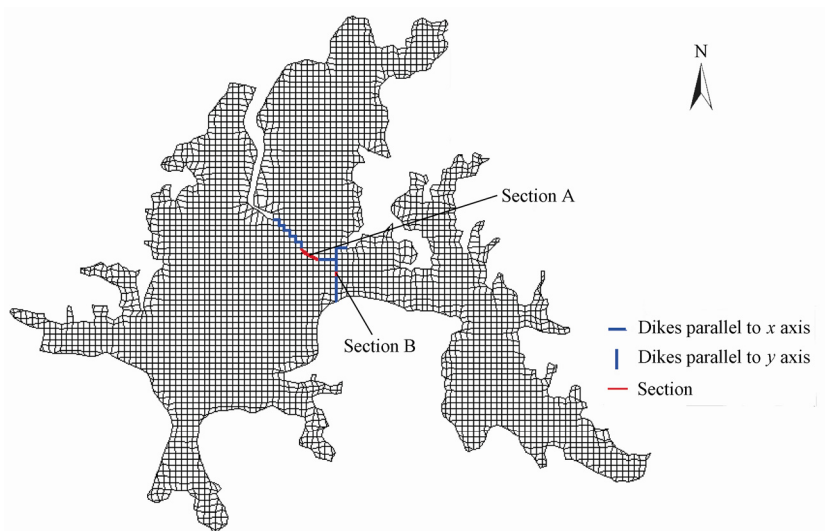 N
Section A
Section B
Dikes parallel to x axis
Dikes parallel to y axis
Section